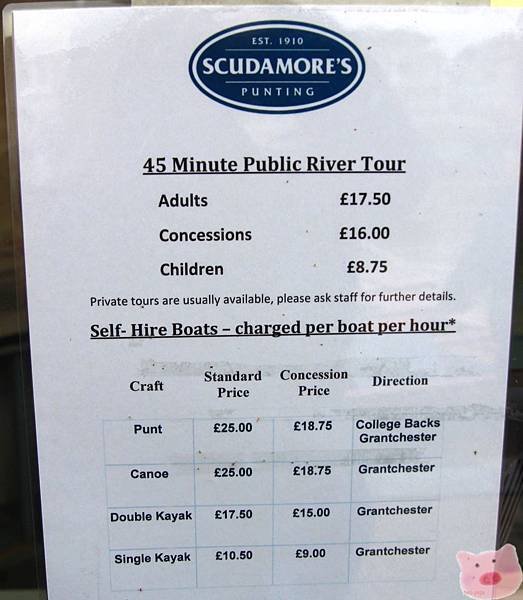 EST. 1910
SCUDAMORE'S
PUNTING
45 Minute Public River Tour
Adults £17.50
Concessions £16.00
Children £8.75
Private tours are usually available, please ask staff for further details.
Self- Hire Boats – charged per boat per hour*
Craft Standard Price Concession Price Direction
Punt £25.00 £18.75 College Backs Grantchester
Canoe £25.00 £18.75 Grantchester
Double Kayak £17.50 £15.00 Grantchester
Single Kayak £10.50 £9.00 Grantchester